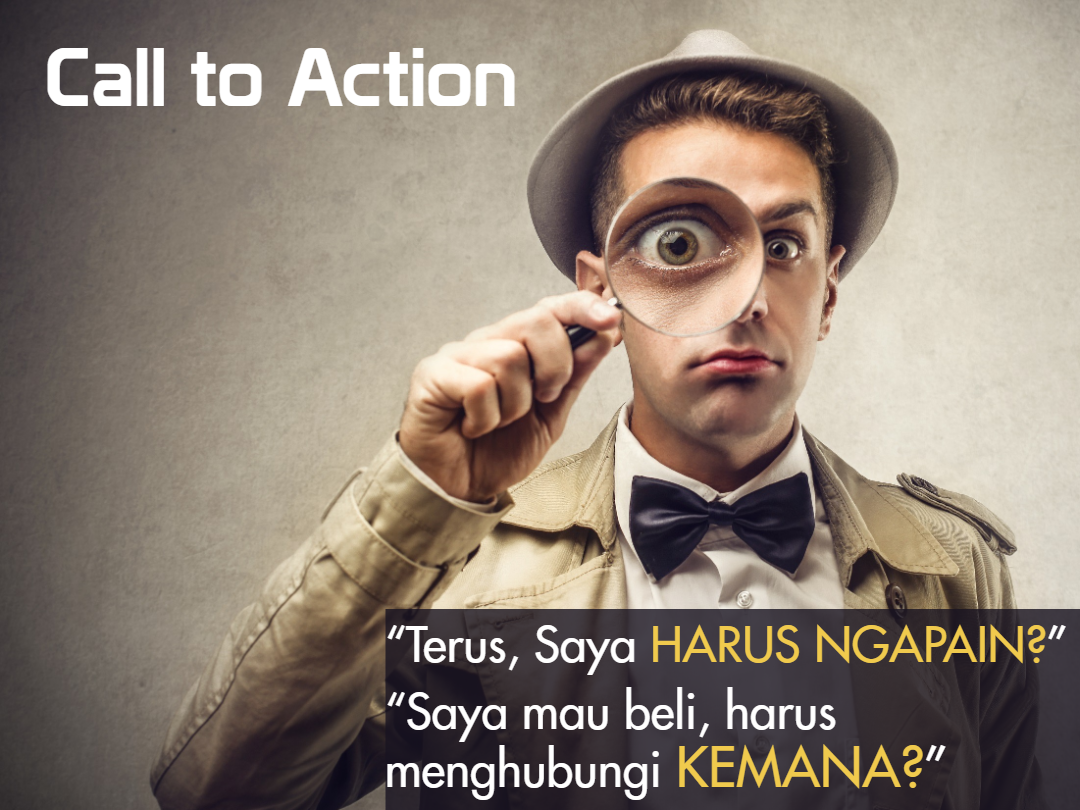 Call to Action
“Terus, Saya HARUS NGAPAIN?”
“Saya mau beli, harus
menghubungi KEMANA?”